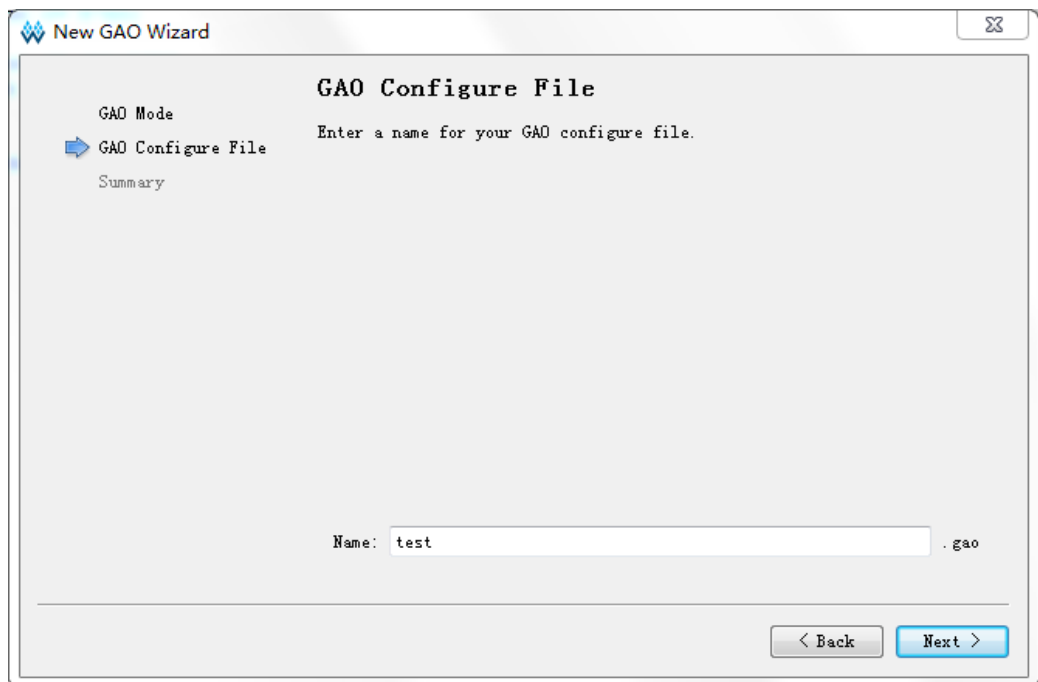 New GAO Wizard
GAO Mode
GAO Configure File
Summary
GAO Configure File
Enter a name for your GAO configure file.
Name: test .gao
< Back Next >